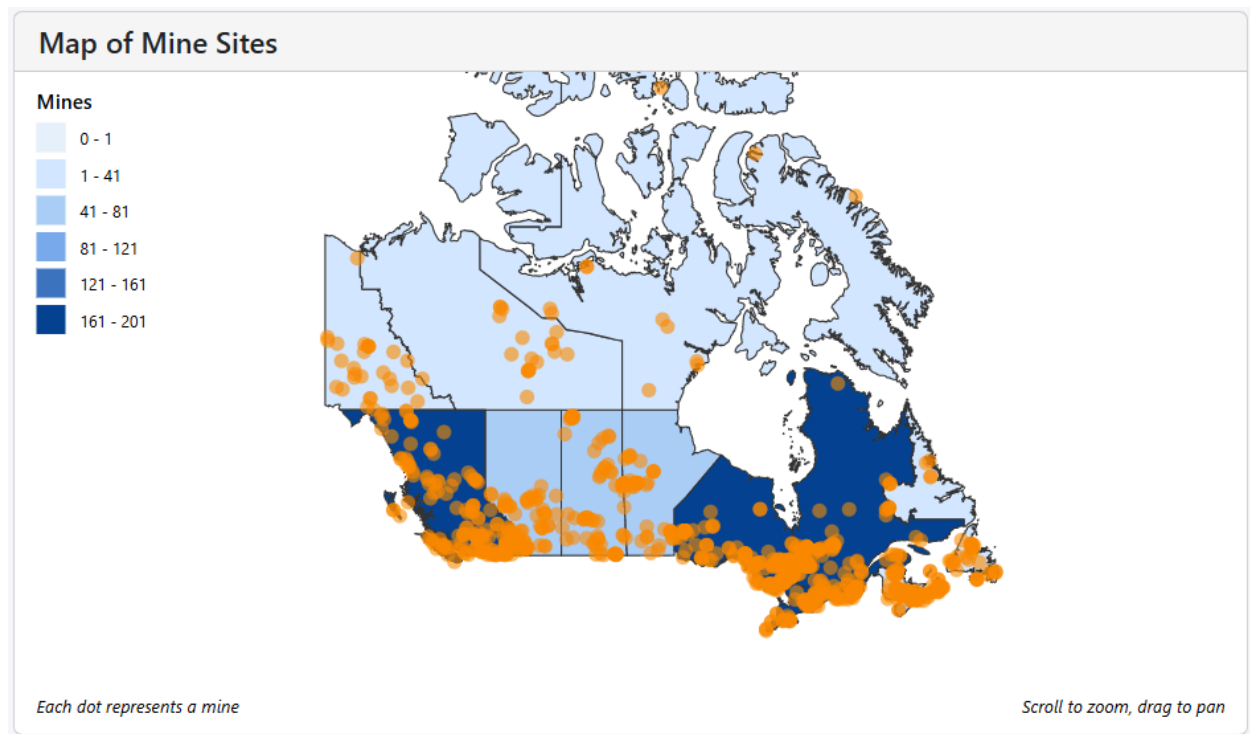 Map of Mine Sites
Mines
0 - 1
1 - 41
41 - 81
81 - 121
121 - 161
161 - 201
Each dot represents a mine
Scroll to zoom, drag to pan